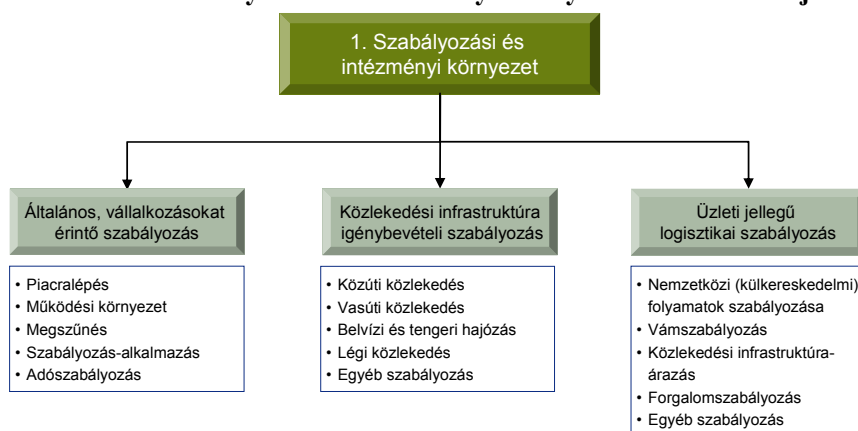 1. Szabályozási és
intézményi környezet
Általános, vállalkozásokat
érintő szabályozás
• Piacralépés
• Működési környezet
• Megszűnés
• Szabályozás-alkalmazás
• Adószabályozás
Közlekedési infrastruktúra
igénybevételi szabályozás
• Közúti közlekedés
• Vasúti közlekedés
• Belvízi és tengeri hajózás
• Légi közlekedés
• Egyéb szabályozás
Üzleti jellegű
logisztikai szabályozás
• Nemzetközi (külkereskedelmi)
folyamatok szabályozása
• Vámszabályozás
• Közlekedési infrastruktúra-
árazás
• Forgalomszabályozás
• Egyéb szabályozás